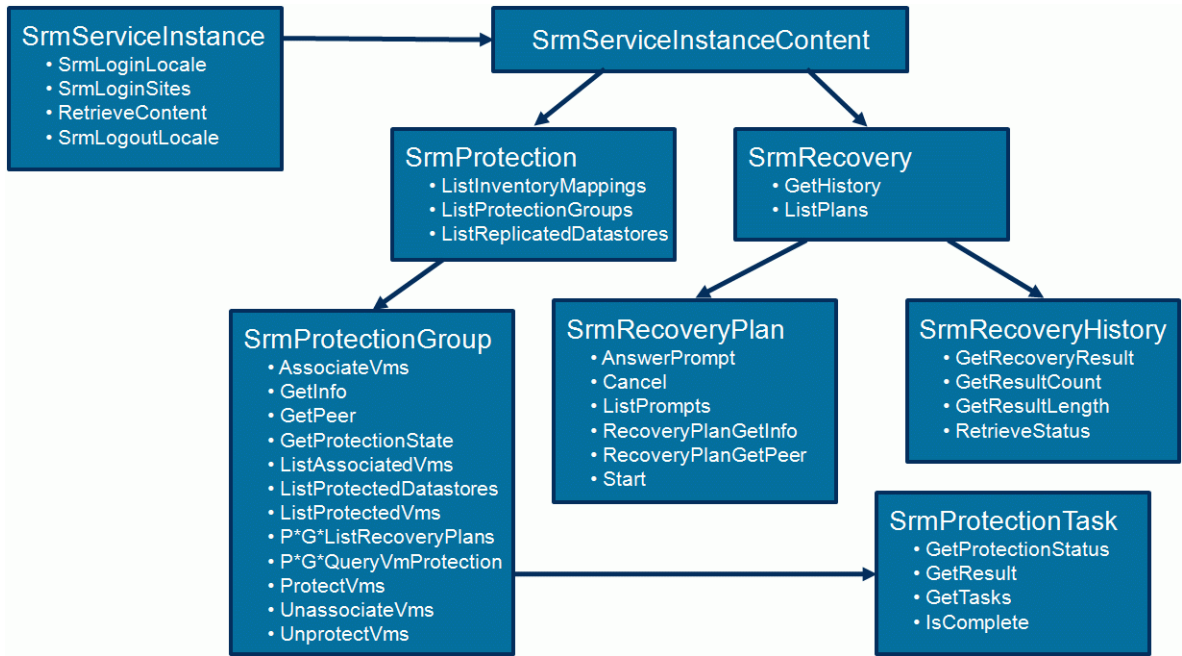 SrmServiceInstance
• SrmLoginLocale
• SrmLoginSites
• RetrieveContent
• SrmLogoutLocale
SrmServiceInstanceContent
SrmProtection
• ListInventoryMappings
• ListProtectionGroups
• ListReplicatedDatastores
SrmRecovery
• GetHistory
• ListPlans
SrmProtectionGroup
• AssociateVms
• GetInfo
• GetPeer
• GetProtectionState
• ListAssociatedVms
• ListProtectedDatastores
• ListProtectedVms
• P*G*ListRecoveryPlans
• P*G*QueryVmProtection
• ProtectVms
• UnassociateVms
• UnprotectVms
SrmRecoveryPlan
• AnswerPrompt
• Cancel
• ListPrompts
• RecoveryPlanGetInfo
• RecoveryPlanGetPeer
• Start
SrmRecoveryHistory
• GetRecoveryResult
• GetResultCount
• GetResultLength
• RetrieveStatus
SrmProtectionTask
• GetProtectionStatus
• GetResult
• GetTasks
• IsComplete